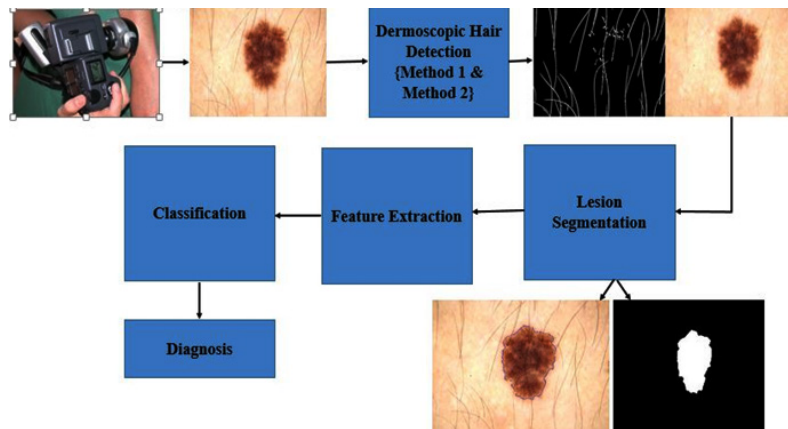 Dermoscopic Hair
Detection
{Method 1 &
Method 2}
Lesion
Segmentation
Feature Extraction
Classification
Diagnosis